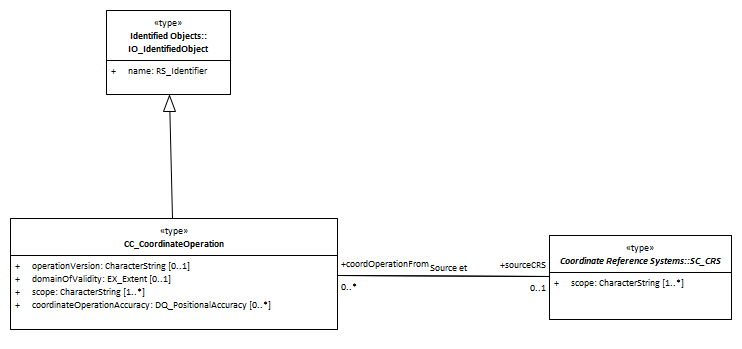 «type»
Identified Objects::
IO_IdentifiedObject
+ name: RS_Identifier
«type»
CC_CoordinateOperation
+ operationVersion: CharacterString [0..1]
+ domainOfValidity: EX_Extent [0..1]
+ scope: CharacterString [1..*]
+ coordinateOperationAccuracy: DQ_PositionalAccuracy [0..*]
+coordOperationFrom
Source et
+sourceCRS
0..*
0..1
«type»
Coordinate Reference Systems::SC_CRS
+ scope: CharacterString [1..*]